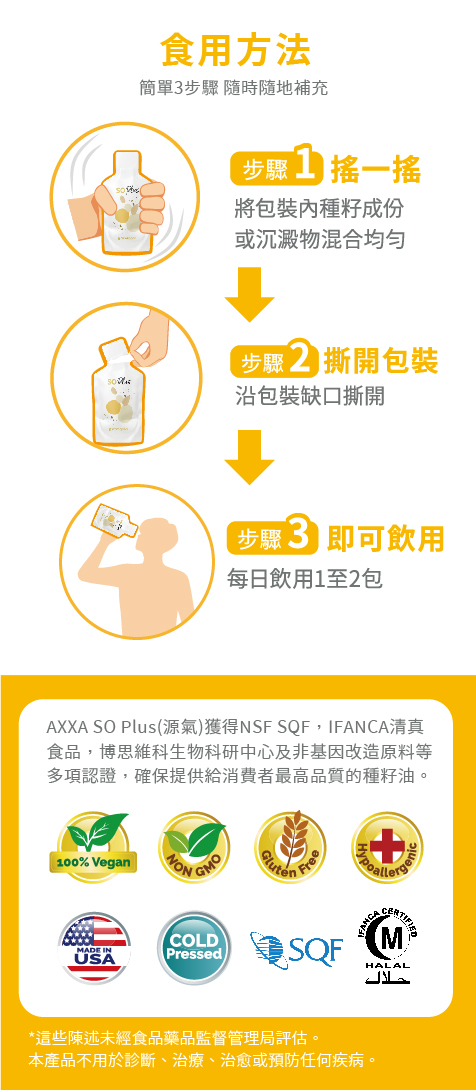 食用方法
簡單3步驟 隨時隨地補充
步驟1 搖一搖
將包裝內種籽成份
或沉澱物混合均勻
SO Plus
步驟2 撕開包裝
沿包裝缺口撕開
SO Plus
步驟3 即可飲用
每日飲用1至2包
AXXA SO Plus(源氣)獲得NSF SQF，IFANCA清真
食品，博思維科生物科研中心及非基因改造原料等
多項認證，確保提供給消費者最高品質的種籽油。
100% Vegan
NON GMO
Gluten Free
Hypoallergenic
MADE IN
USA
COLD
Pressed
SQF
IFANCA CERTIFIED
M
HALAL
حلال
*這些陳述未經食品藥品監督管理局評估。
本產品不用於診斷、治療、治愈或預防任何疾病。